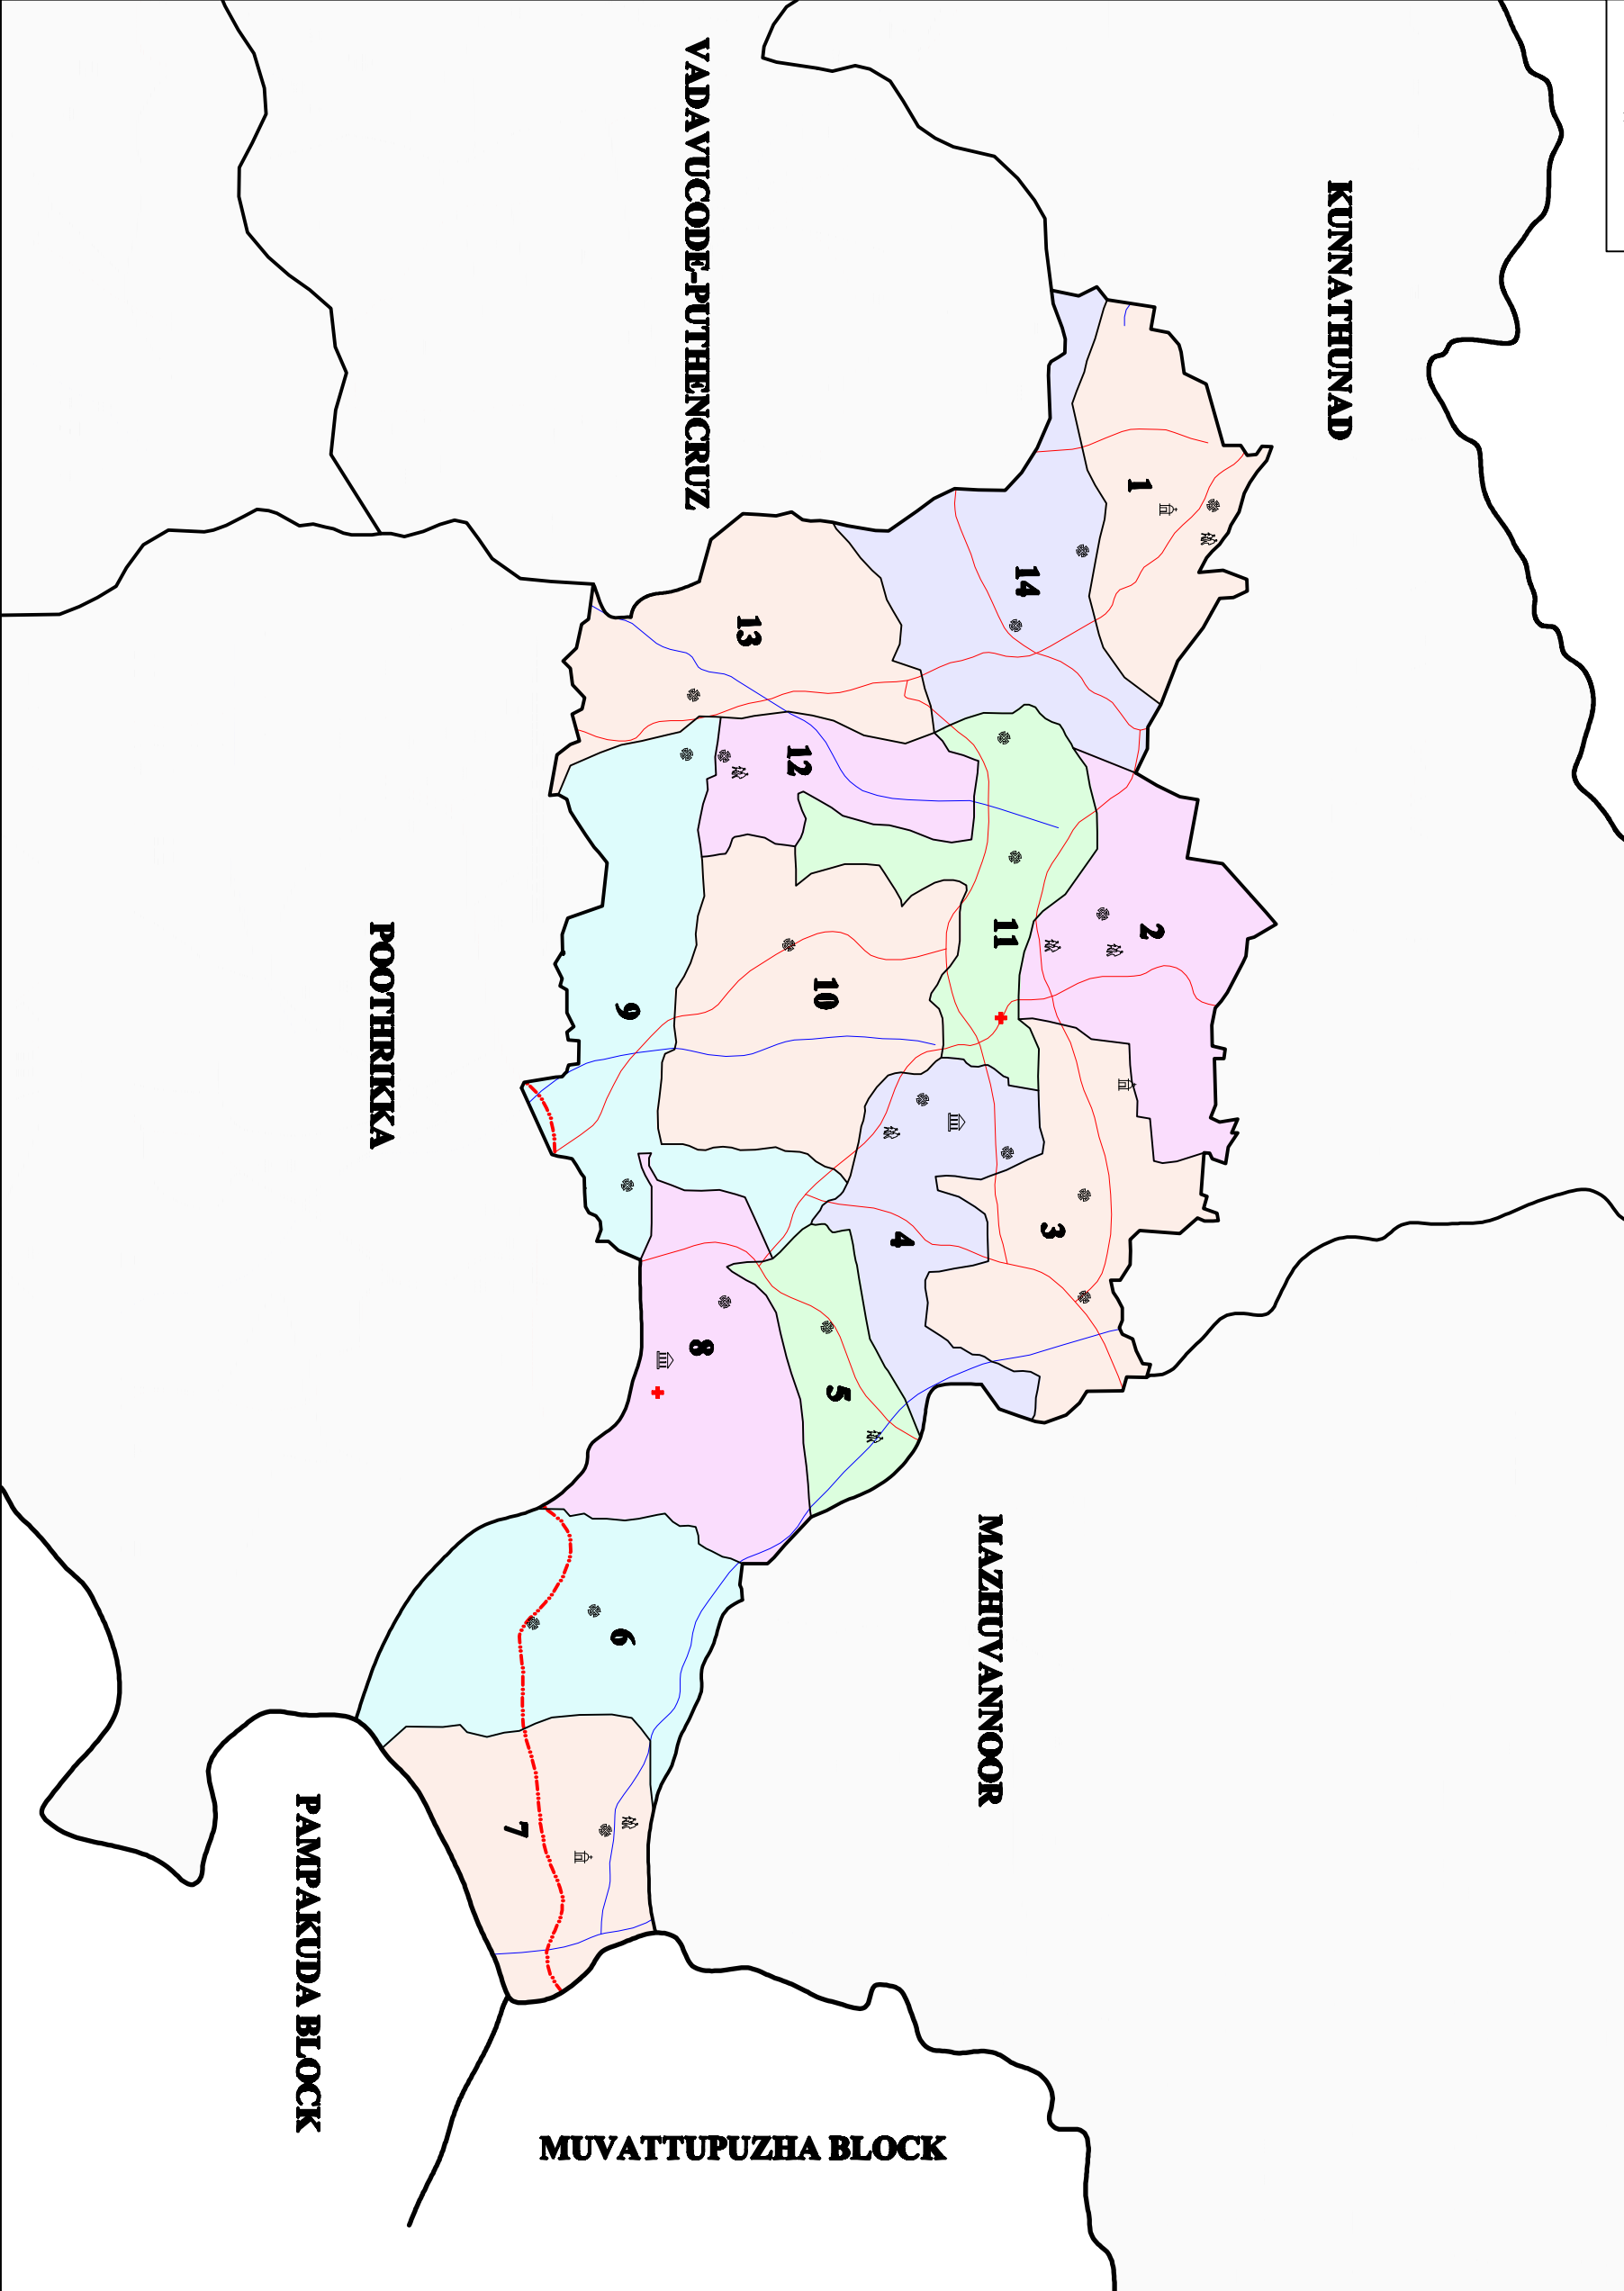 KUNNATHUNAD
VADAVUCODE-PUTHENCRUZ
1
14
13
12
11
2
10
9
POOTHRIKKA
3
4
8
5
MAZHUVANNOOR
6
7
PAMPAKUDA BLOCK
MUVATTUPUZHA BLOCK